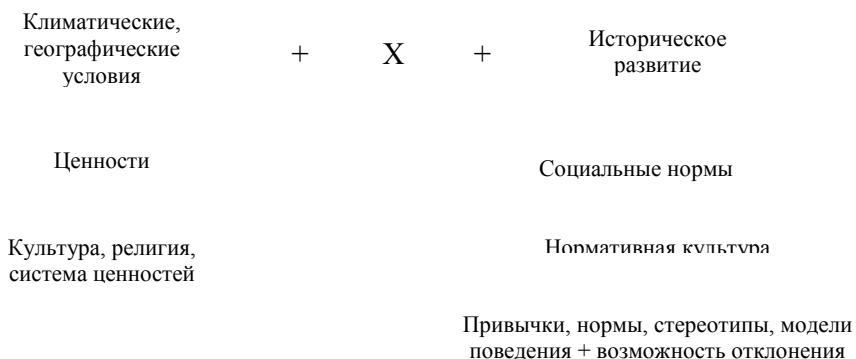 Климатические,
географические
условия
+ X +
Историческое
развитие
Ценности
Социальные нормы
Культура, религия,
система ценностей
Нормативная культура
Привычки, нормы, стереотипы, модели
поведения + возможность отклонения